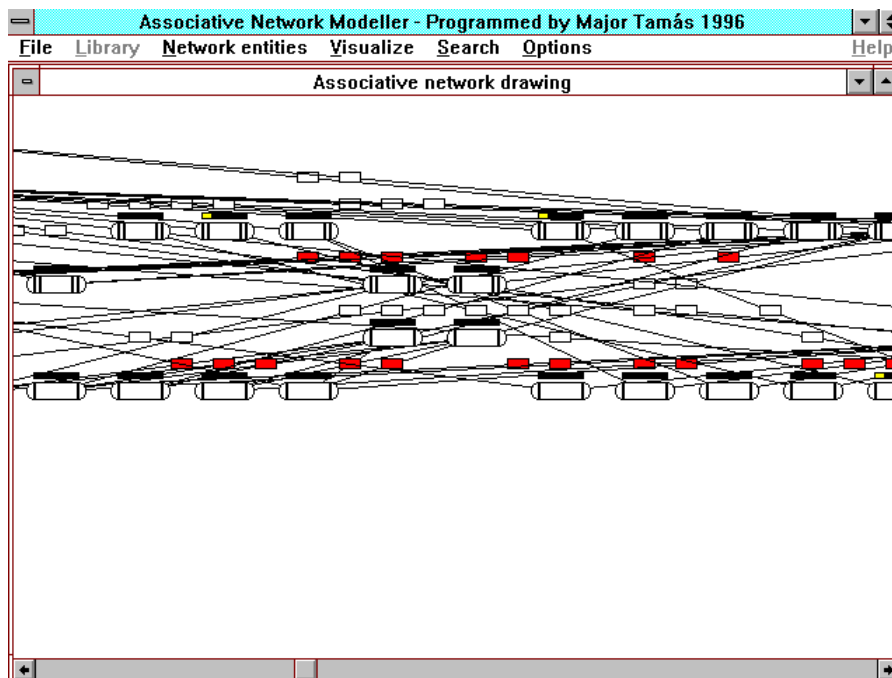 Associative Network Modeller - Programmed by Major Tamás 1996
File Library Network entities Visualize Search Options Help
Associative network drawing